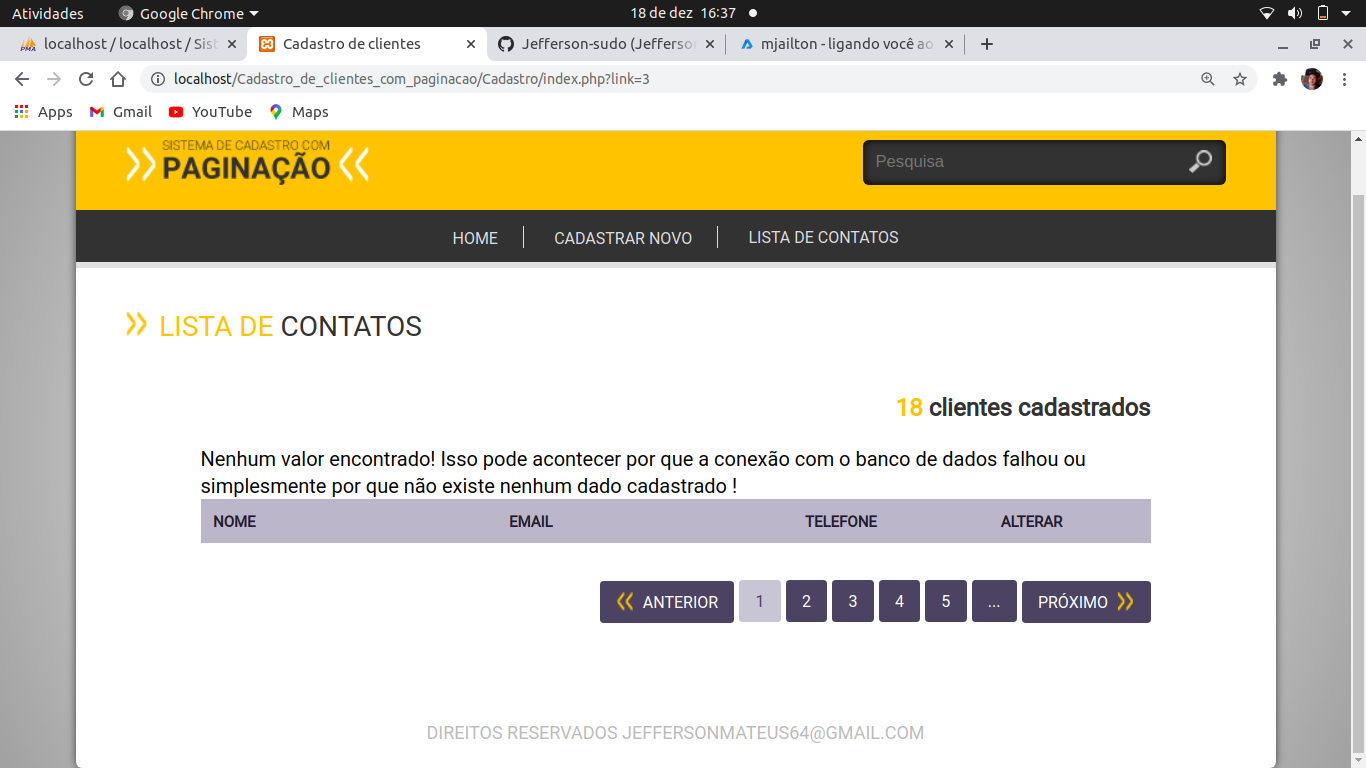 Atividades Google Chrome 18 de dez 16:37
localhost / localhost / Sist Cadastro de clientes Jefferson-sudo (Jefferso mjailton - ligando você ao
localhost/Cadastro_de_clientes_com_paginacao/Cadastro/index.php?link=3
Apps Gmail YouTube Maps
SISTEMA DE CADASTRO COM
PAGINAÇÃO
Pesquisa
HOME CADASTRAR NOVO LISTA DE CONTATOS
LISTA DE CONTATOS
18 clientes cadastrados
Nenhum valor encontrado! Isso pode acontecer por que a conexão com o banco de dados falhou ou
simplesmente por que não existe nenhum dado cadastrado !
NOME EMAIL TELEFONE ALTERAR
ANTERIOR 1 2 3 4 5 ... PRÓXIMO
DIREITOS RESERVADOS JEFFERSONMATEUS64@GMAIL.COM